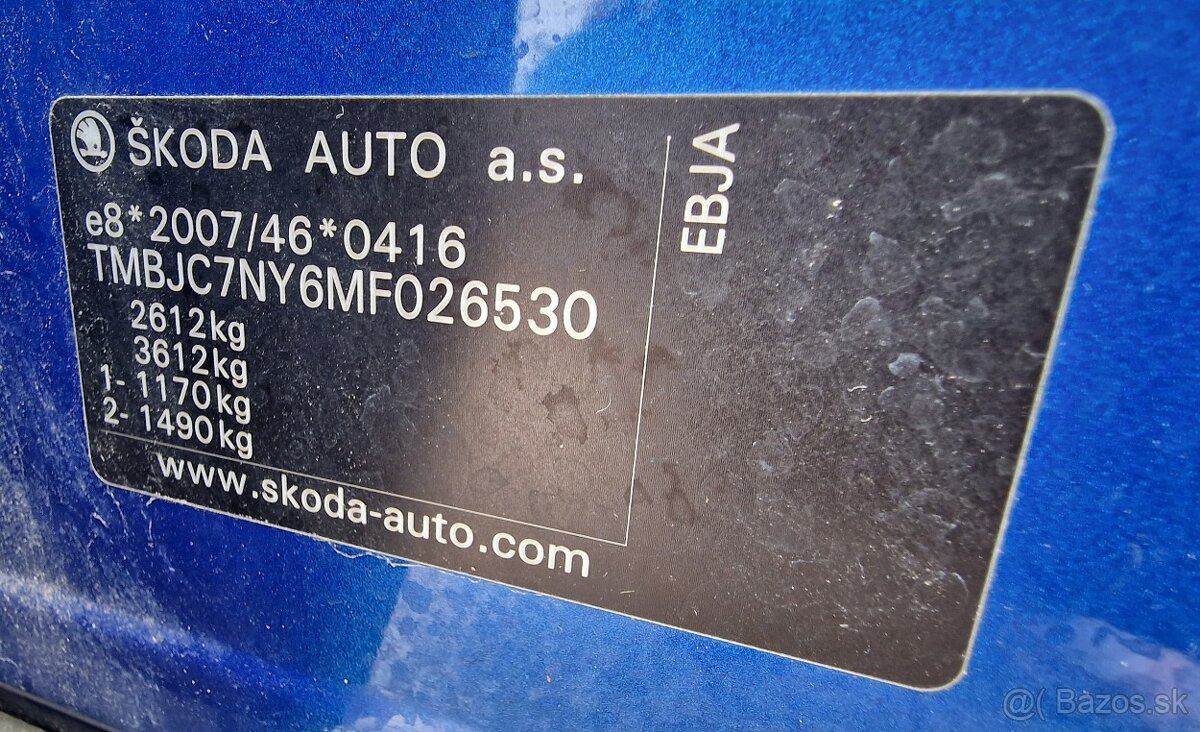 ŠKODA AUTO a.s.
e8*2007/46*0416
TMBJC7NY6MF026530
2612kg
3612kg
1- 1170kg
2- 1490kg
www.skoda-auto.com
EBJA
@( Bazos.sk